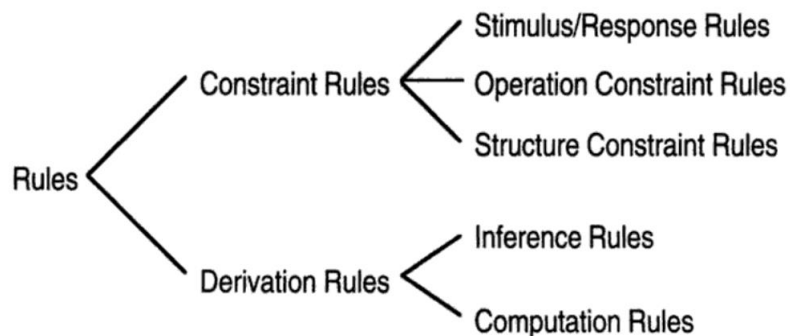 Stimulus/Response Rules
Constraint Rules
Operation Constraint Rules
Structure Constraint Rules
Rules
Inference Rules
Derivation Rules
Computation Rules